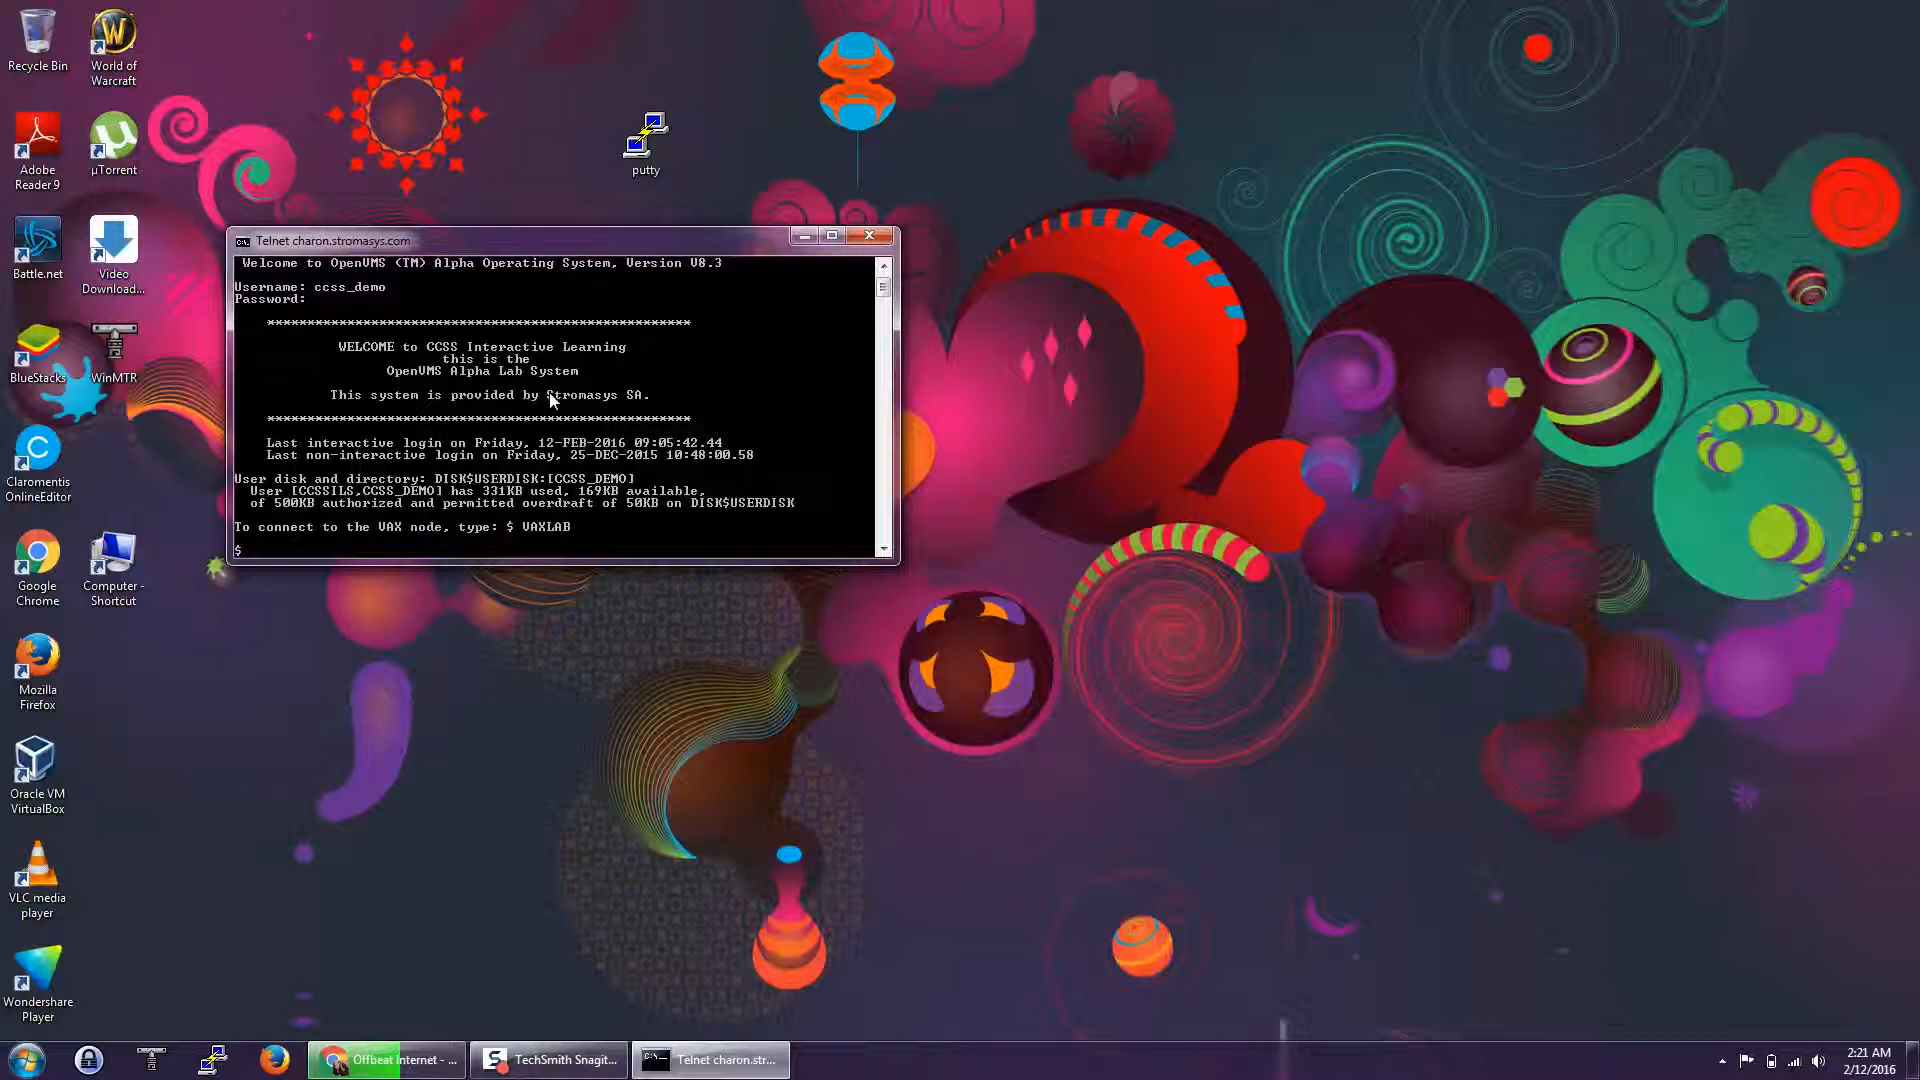 Recycle Bin
World of
Warcraft
Adobe
Reader 9
µTorrent
putty
Battle.net
Video
Download...
BlueStacks
WinMTR
Claromentis
OnlineEditor
Google
Chrome
Computer -
Shortcut
Mozilla
Firefox
Oracle VM
VirtualBox
VLC media
player
Wondershare
Player
Telnet charon.stromasys.com
Welcome to OpenVMS (TM) Alpha Operating System, Version V8.3
Username: ccss_demo
Password:
*****************************************************
WELCOME to CCSS Interactive Learning
this is the
OpenVMS Alpha Lab System
This system is provided by Stromasys SA.
*****************************************************
Last interactive login on Friday, 12-FEB-2016 09:05:42.44
Last non-interactive login on Friday, 25-DEC-2015 10:48:00.58
User disk and directory: DISK$USERDISK:[CCSS_DEMO]
User [CCSSILS,CCSS_DEMO] has 331KB used, 169KB available,
of 500KB authorized and permitted overdraft of 50KB on DISK$USERDISK
To connect to the VAX node, type: $ VAXLAB
$
Offbeat Internet - ...
TechSmith Snagit...
Telnet charon.str...
2:21 AM
2/12/2016